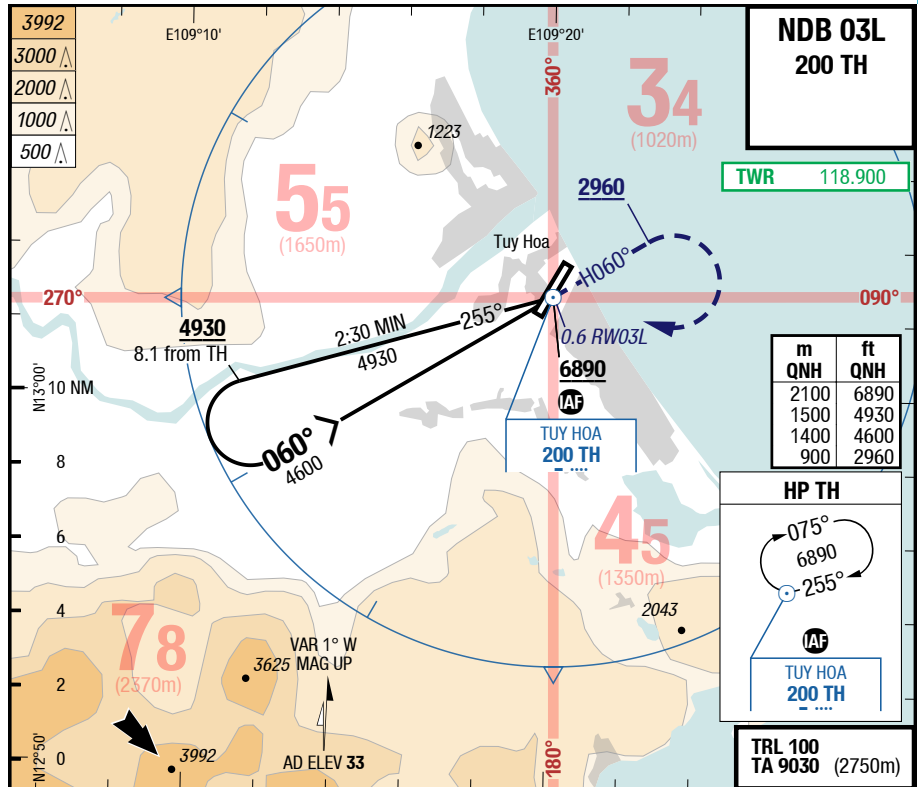 3992
3000
2000
1000
500
E109°10'
E109°20'
NDB 03L
200 TH
TWR 118.900
360°
34
(1020m)
1223
55
(1650m)
2960
Tuy Hoa
H060°
270°
090°
4930
8.1 from TH
2:30 MIN
255°
4930
0.6 RW03L
6890
IAF
TUY HOA
200 TH
060°
4600
N13°00'
10 NM
8
6
4
2
0
N12°50'
m ft
QNH QNH
2100 6890
1500 4930
1400 4600
900 2960
HP TH
075°
6890
255°
IAF
TUY HOA
200 TH
45
(1350m)
2043
78
(2370m)
3625
3992
VAR 1° W
MAG UP
AD ELEV 33
180°
TRL 100
TA 9030 (2750m)